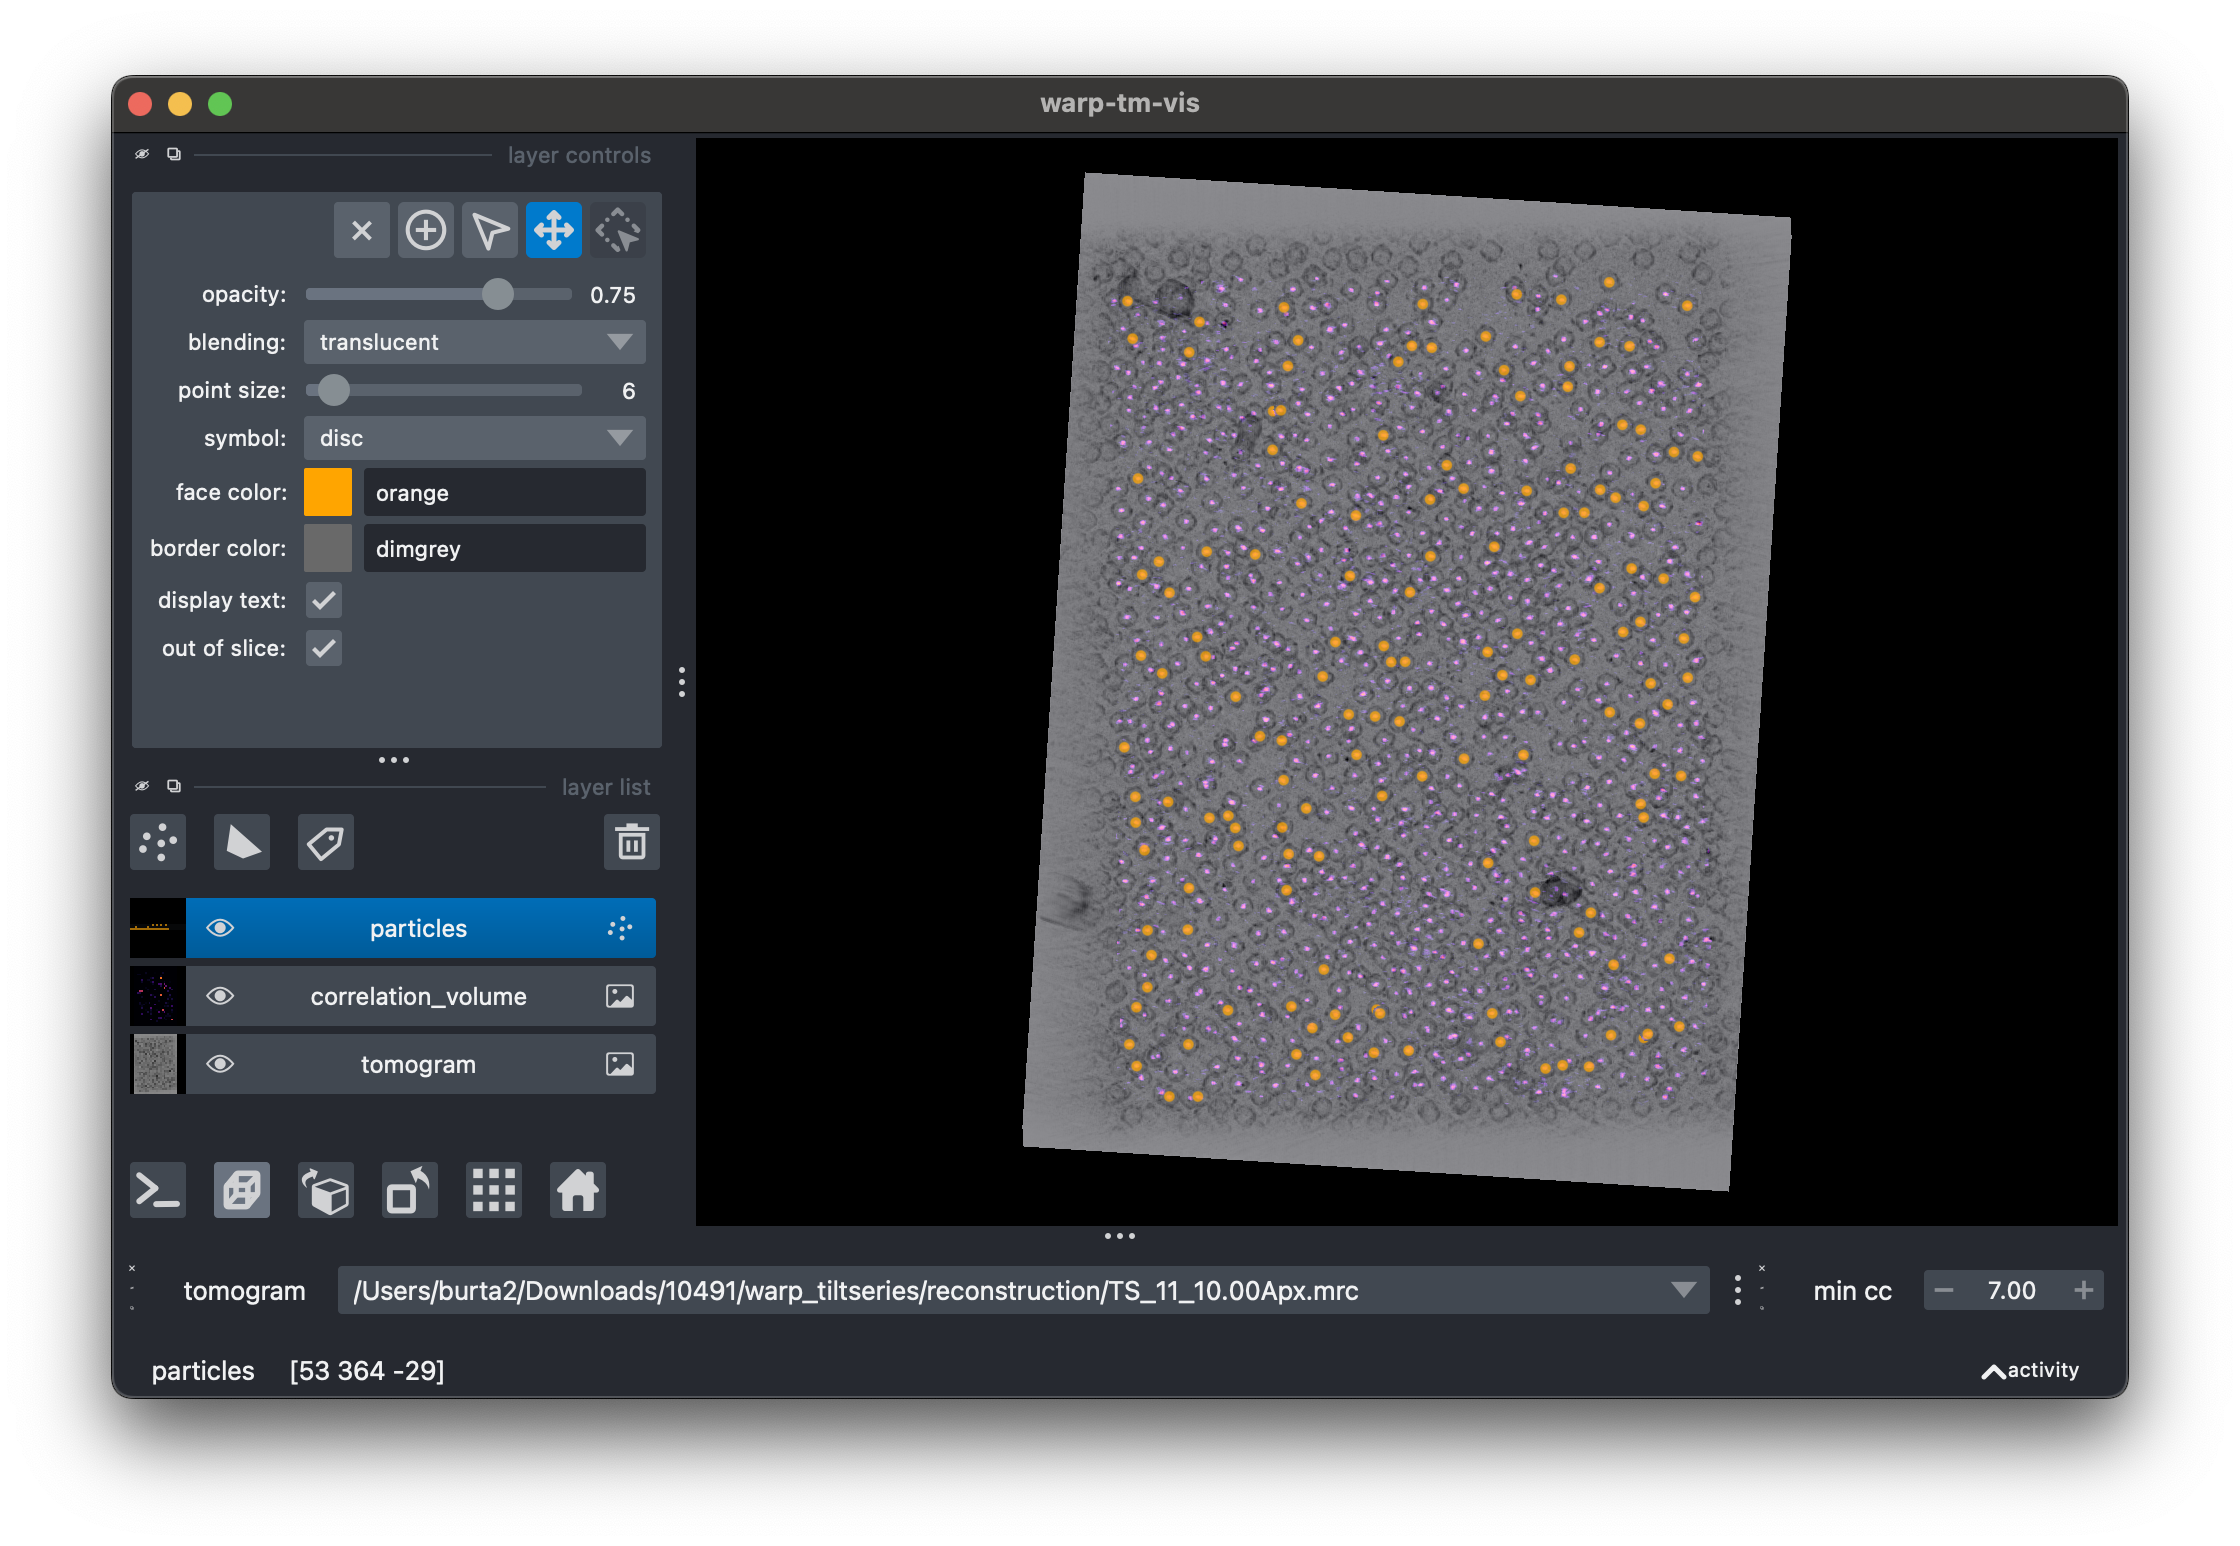 warp-tm-vis
layer controls
opacity: 0.75
blending: translucent
point size: 6
symbol: disc
face color: orange
border color: dimgrey
display text:
out of slice:
layer list
particles
correlation_volume
tomogram
tomogram /Users/burta2/Downloads/10491/warp_tiltseries/reconstruction/TS_11_10.00Apx.mrc min cc 7.00
particles [53 364 -29] activity